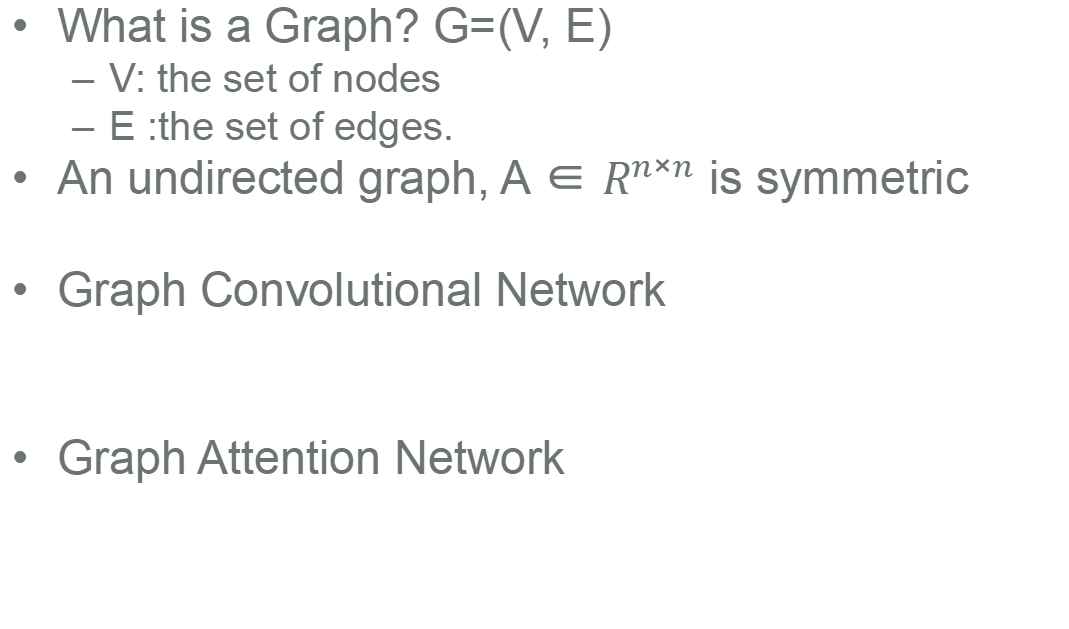 • What is a Graph? G=(V, E)
– V: the set of nodes
– E :the set of edges.
• An undirected graph, A ∈ Rⁿˣⁿ is symmetric
• Graph Convolutional Network
• Graph Attention Network